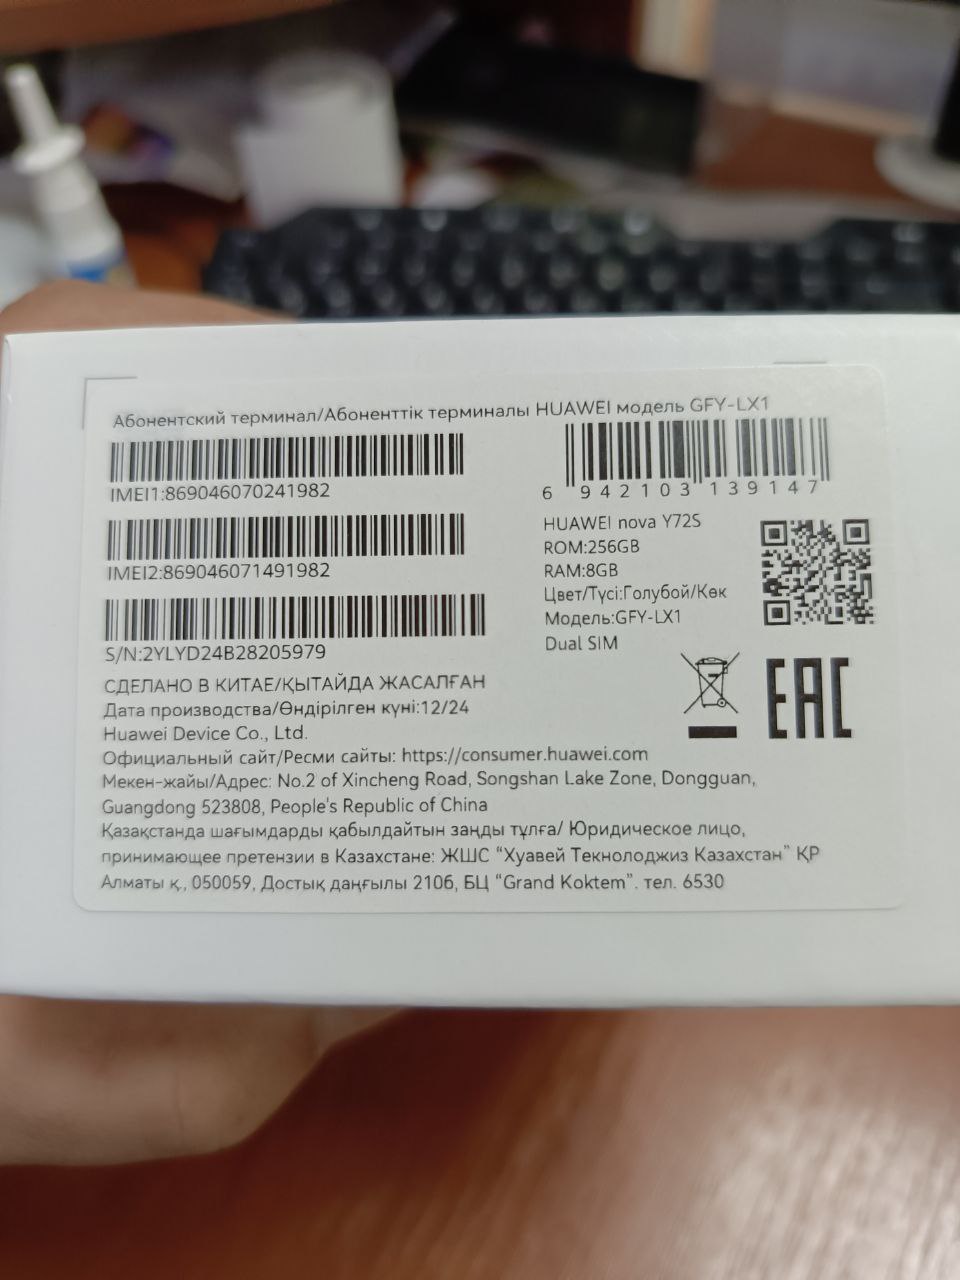 Абонентский терминал/Абоненттік терминалы HUAWEI модель GFY-LX1
IMEI1:869046070241982
IMEI2:869046071491982
S/N:2YLYD24B28205979
6 942103 139147
HUAWEI nova Y72S
ROM:256GB
RAM:8GB
Цвет/Түсі:Голубой/Көк
Модель:GFY-LX1
Dual SIM
EAC
СДЕЛАНО В КИТАЕ/ҚЫТАЙДА ЖАСАЛҒАН
Дата производства/Өндірілген күні:12/24
Huawei Device Co., Ltd.
Официальный сайт/Ресми сайты: https://consumer.huawei.com
Мекен-жайы/Адрес: No.2 of Xincheng Road, Songshan Lake Zone, Dongguan,
Guangdong 523808, People's Republic of China
Қазақстанда шағымдарды қабылдайтын заңды тұлға/ Юридическое лицо,
принимающее претензии в Казахстане: ЖШС "Хуавей Текнолоджиз Казахстан" ҚР
Алматы қ., 050059, Достық даңғылы 210б, БЦ "Grand Koktem". тел. 6530